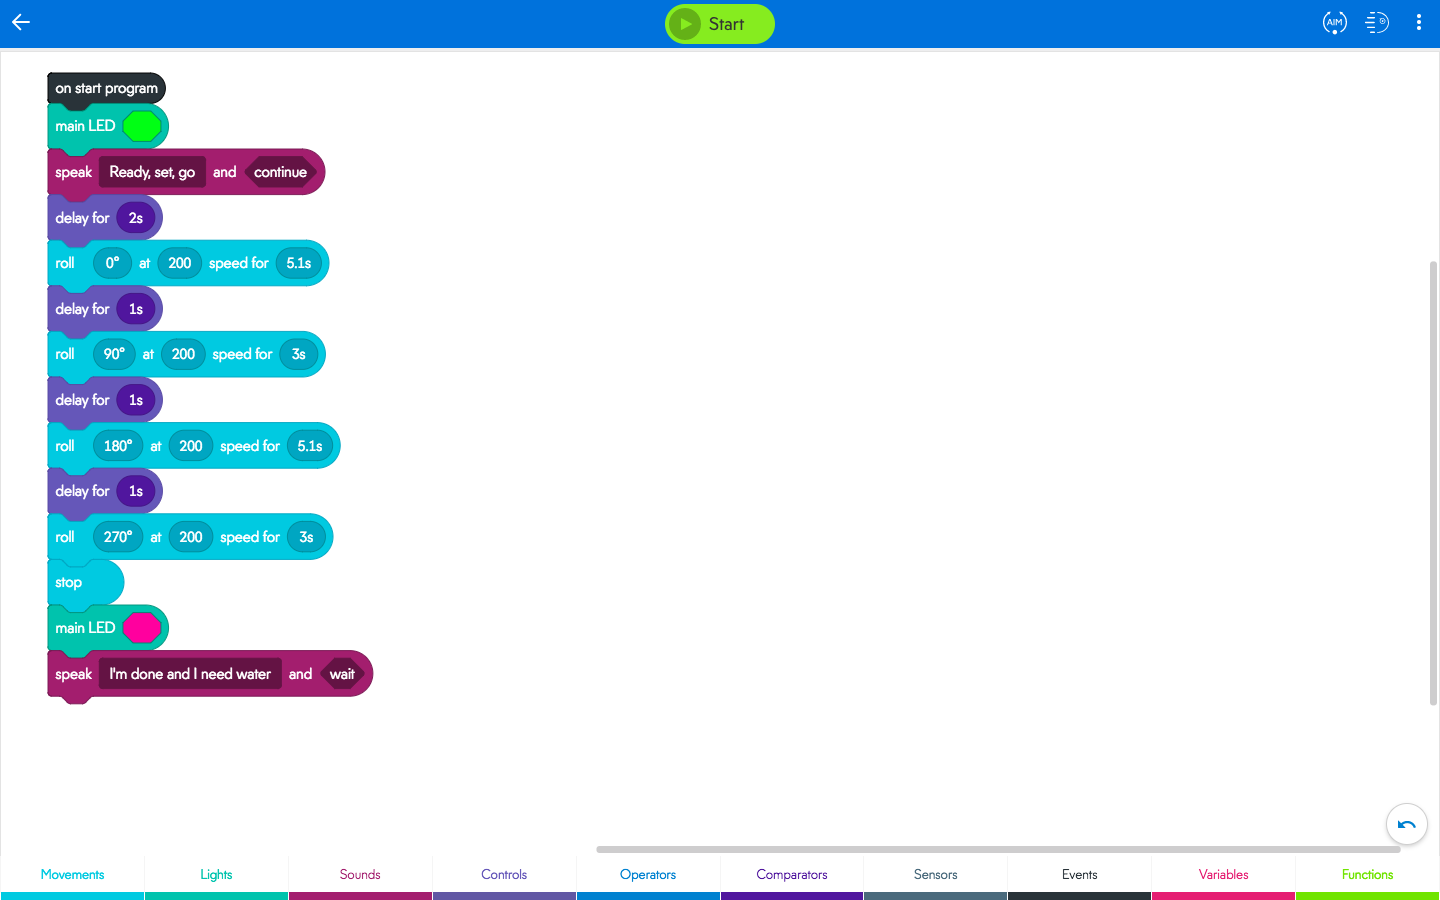 Start
AIM
on start program
main LED
speak Ready, set, go and continue
delay for 2s
roll 0° at 200 speed for 5.1s
delay for 1s
roll 90° at 200 speed for 3s
delay for 1s
roll 180° at 200 speed for 5.1s
delay for 1s
roll 270° at 200 speed for 3s
stop
main LED
speak I'm done and I need water and wait
Movements Lights Sounds Controls Operators Comparators Sensors Events Variables Functions